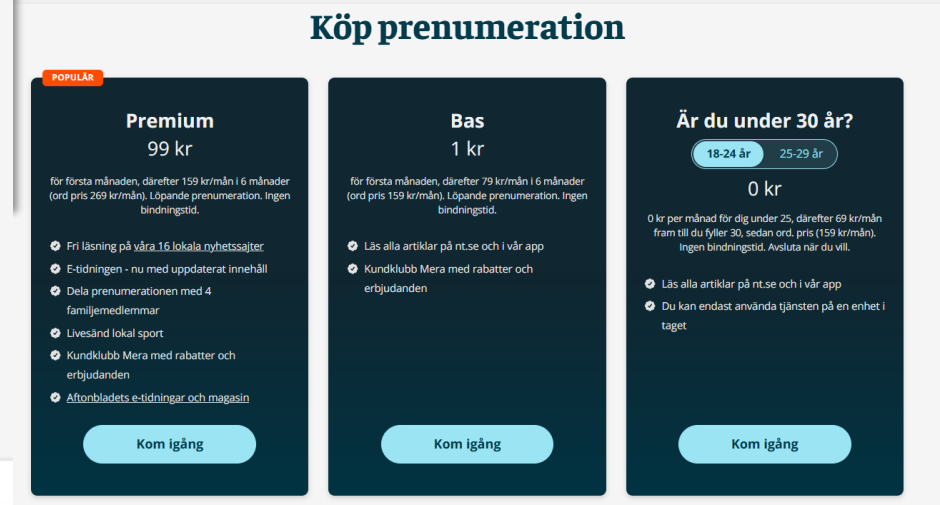 Köp prenumeration
POPULÄR
Premium
99 kr
för första månaden, därefter 159 kr/mån i 6 månader
(ord pris 269 kr/mån). Löpande prenumeration. Ingen
bindningstid.
Fri läsning på våra 16 lokala nyhetssajter
E-tidningen - nu med uppdaterat innehåll
Dela prenumerationen med 4
familjemedlemmar
Livesänd lokal sport
Kundklubb Mera med rabatter och
erbjudanden
Aftonbladets e-tidningar och magasin
Kom igång
Bas
1 kr
för första månaden, därefter 79 kr/mån i 6 månader
(ord pris 159 kr/mån). Löpande prenumeration. Ingen
bindningstid.
Läs alla artiklar på nt.se och i vår app
Kundklubb Mera med rabatter och
erbjudanden
Kom igång
Är du under 30 år?
18-24 år 25-29 år
0 kr
0 kr per månad för dig under 25, därefter 69 kr/mån
fram till du fyller 30, sedan ord. pris (159 kr/mån).
Ingen bindningstid. Avsluta när du vill.
Läs alla artiklar på nt.se och i vår app
Du kan endast använda tjänsten på en enhet i
taget
Kom igång